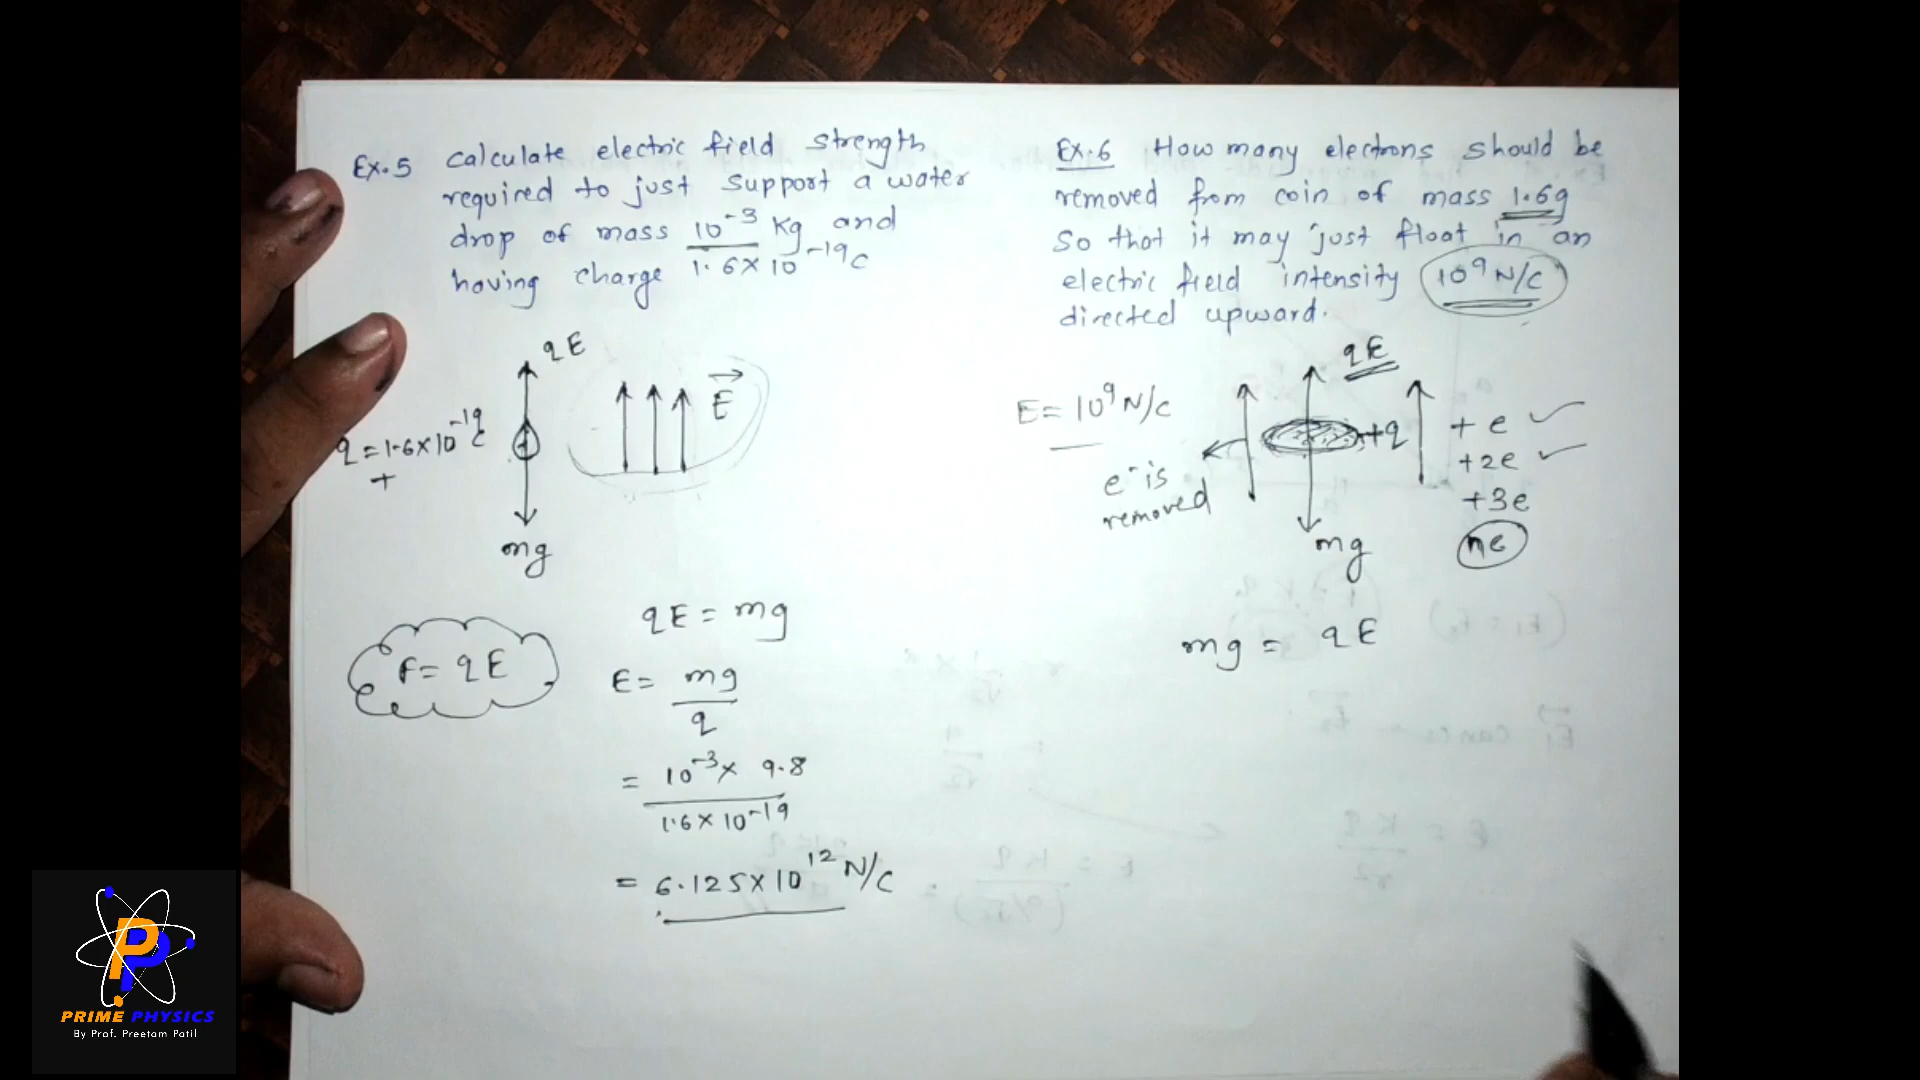 Ex.5 Calculate electric field strength
required to just support a water
drop of mass 10⁻³ kg and
having charge 1.6×10⁻¹⁹C
qE
E
q = 1.6×10⁻¹⁹C
+
mg
qE = mg
F = qE
E = mg/q
= 10⁻³× 9.8 / 1.6×10⁻¹⁹
= 6.125×10¹² N/C
Ex.6 How many electrons should be
removed from coin of mass 1.6g
So that it may just float in an
electric field intensity 10⁹ N/C
directed upward.
qE
E = 10⁹ N/C
+q
+e
+2e
+3e
ne
e⁻ is
removed
mg
mg = qE
PRIME PHYSICS
By Prof. Preetam Patil